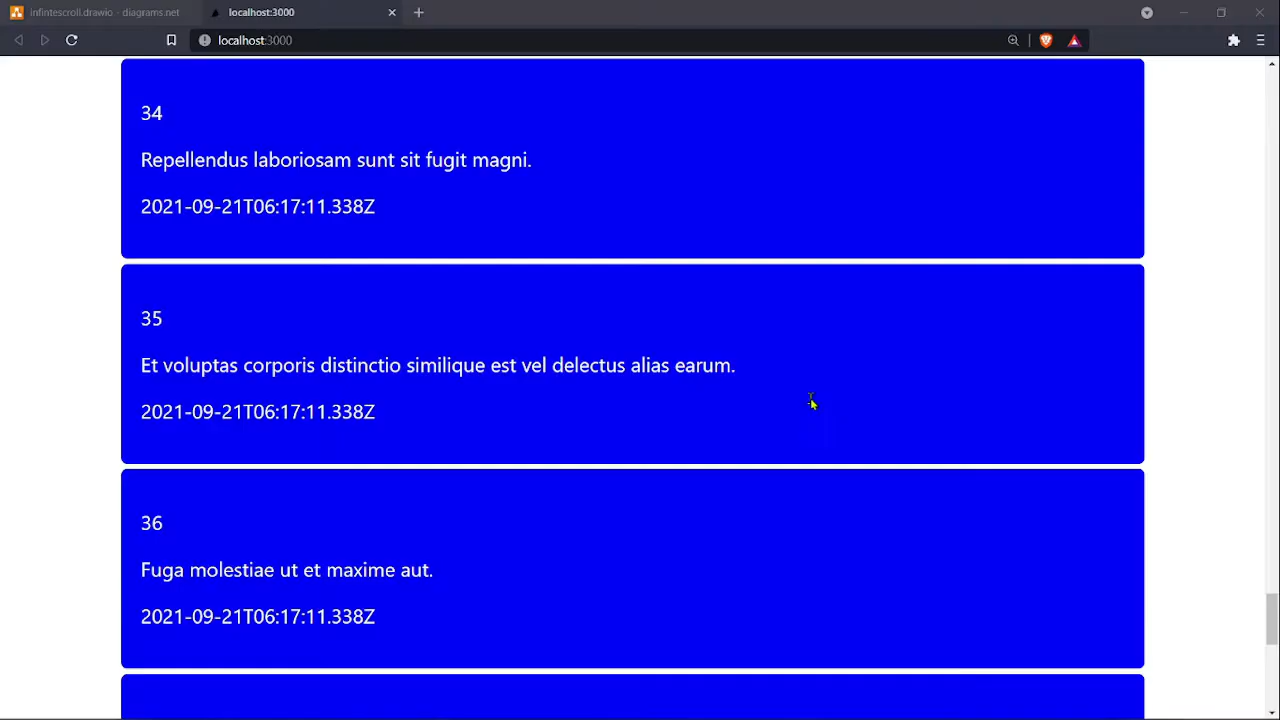 infintescroll.drawio - diagrams.net
localhost:3000
localhost:3000
34
Repellendus laboriosam sunt sit fugit magni.
2021-09-21T06:17:11.338Z
35
Et voluptas corporis distinctio similique est vel delectus alias earum.
2021-09-21T06:17:11.338Z
36
Fuga molestiae ut et maxime aut.
2021-09-21T06:17:11.338Z